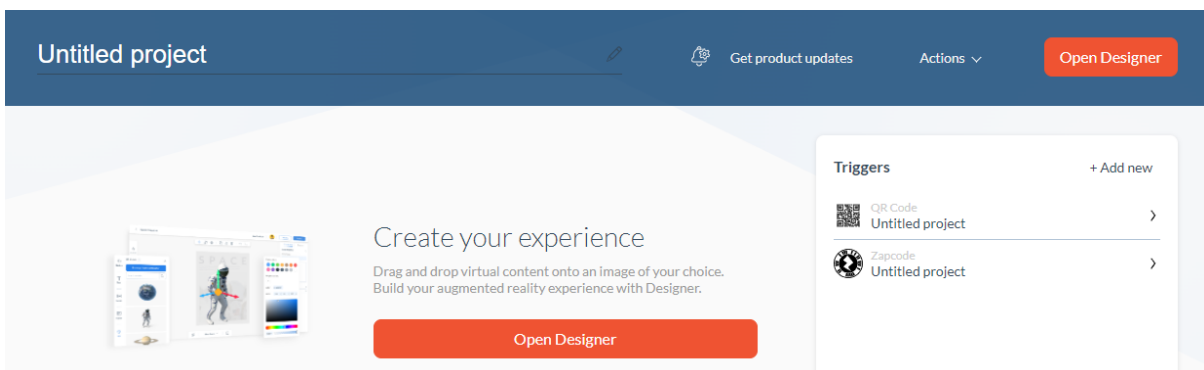 Untitled project
Get product updates
Actions
Open Designer
Triggers
+ Add new
QR Code
Untitled project
Zapcode
Untitled project
SPACE
Create your experience
Drag and drop virtual content onto an image of your choice.
Build your augmented reality experience with Designer.
Open Designer